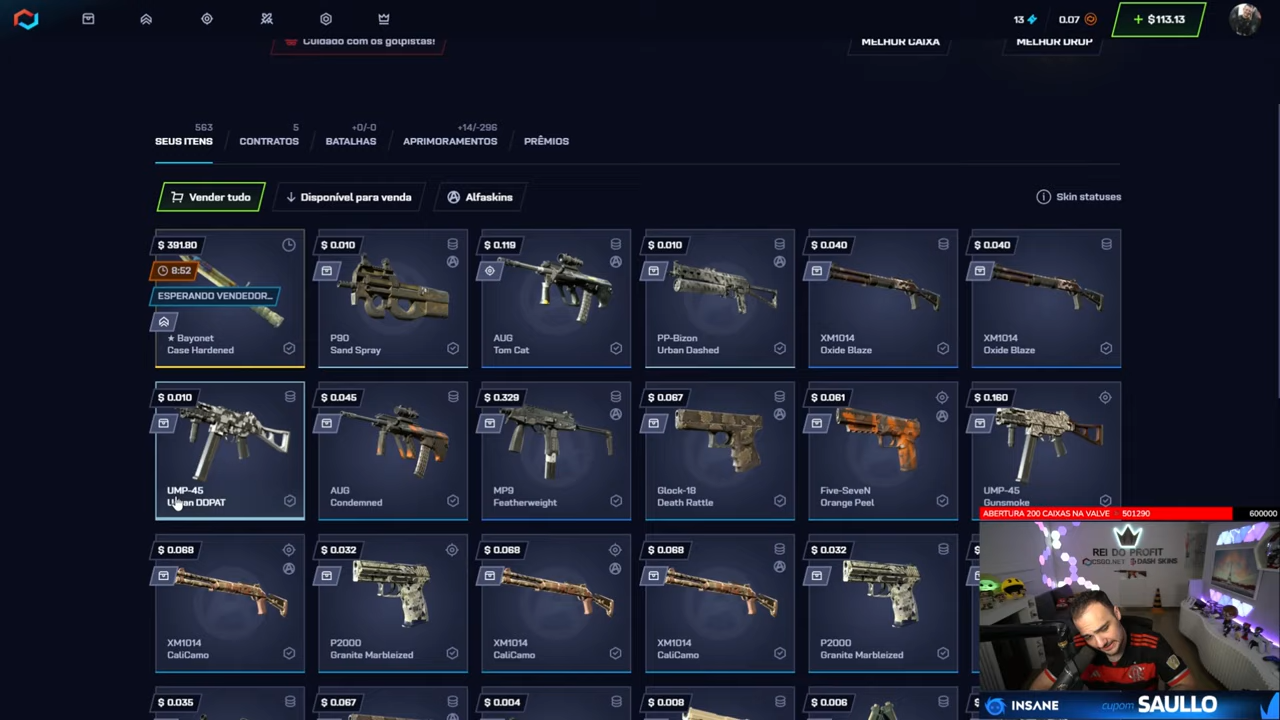 13
0.07
+ $113.13
Cuidado com os golpistas!
MELHOR CAIXA
MELHOR DROP
563
5
+0/-0
+14/-296
SEUS ITENS
CONTRATOS
BATALHAS
APRIMORAMENTOS
PRÊMIOS
Vender tudo
Disponível para venda
Alfaskins
Skin statuses
$ 391.80
8:52
ESPERANDO VENDEDOR...
★ Bayonet
Case Hardened
$ 0.010
P90
Sand Spray
$ 0.119
AUG
Tom Cat
$ 0.010
PP-Bizon
Urban Dashed
$ 0.040
XM1014
Oxide Blaze
$ 0.040
XM1014
Oxide Blaze
$ 0.010
UMP-45
Urban DDPAT
$ 0.045
AUG
Condemned
$ 0.329
MP9
Featherweight
$ 0.067
Glock-18
Death Rattle
$ 0.061
Five-SeveN
Orange Peel
$ 0.160
UMP-45
Gunsmoke
$ 0.068
XM1014
CaliCamo
$ 0.032
P2000
Granite Marbleized
$ 0.068
XM1014
CaliCamo
$ 0.068
XM1014
CaliCamo
$ 0.032
P2000
Granite Marbleized
$ 0.035
$ 0.067
$ 0.004
$ 0.008
$ 0.006
ABERTURA 200 CAIXAS NA VALVE
501290
600000
REI DO PROFIT
CSGO.NET
DASH SKINS
INSANE
cupom SAULLO